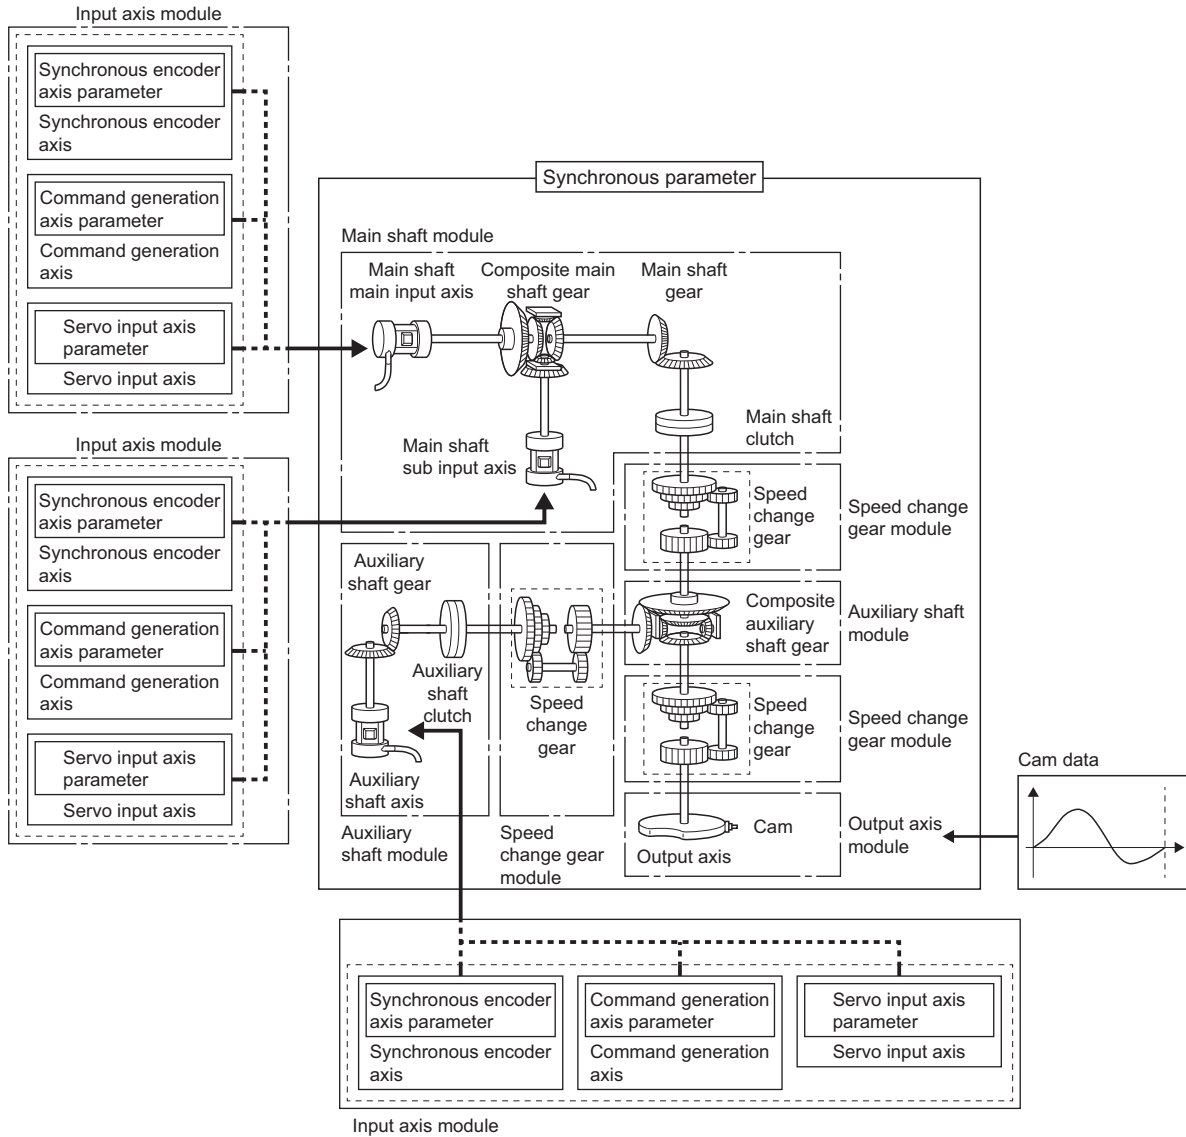 Input axis module
Synchronous encoder
axis parameter
Synchronous encoder
axis
Command generation
axis parameter
Command generation
axis
Servo input axis
parameter
Servo input axis
Input axis module
Synchronous encoder
axis parameter
Synchronous encoder
axis
Command generation
axis parameter
Command generation
axis
Servo input axis
parameter
Servo input axis
Synchronous parameter
Main shaft module
Main shaft
main input axis
Composite main
shaft gear
Main shaft
gear
Main shaft
clutch
Main shaft
sub input axis
Speed
change
gear
Speed change
gear module
Auxiliary
shaft gear
Auxiliary
shaft
clutch
Auxiliary
shaft axis
Auxiliary
shaft module
Speed
change
gear
Speed
change gear
module
Composite
auxiliary
shaft gear
Auxiliary shaft
module
Speed
change
gear
Speed change
gear module
Cam
Output axis
Output axis
module
Cam data
Synchronous encoder
axis parameter
Synchronous encoder
axis
Command generation
axis parameter
Command generation
axis
Servo input axis
parameter
Servo input axis
Input axis module